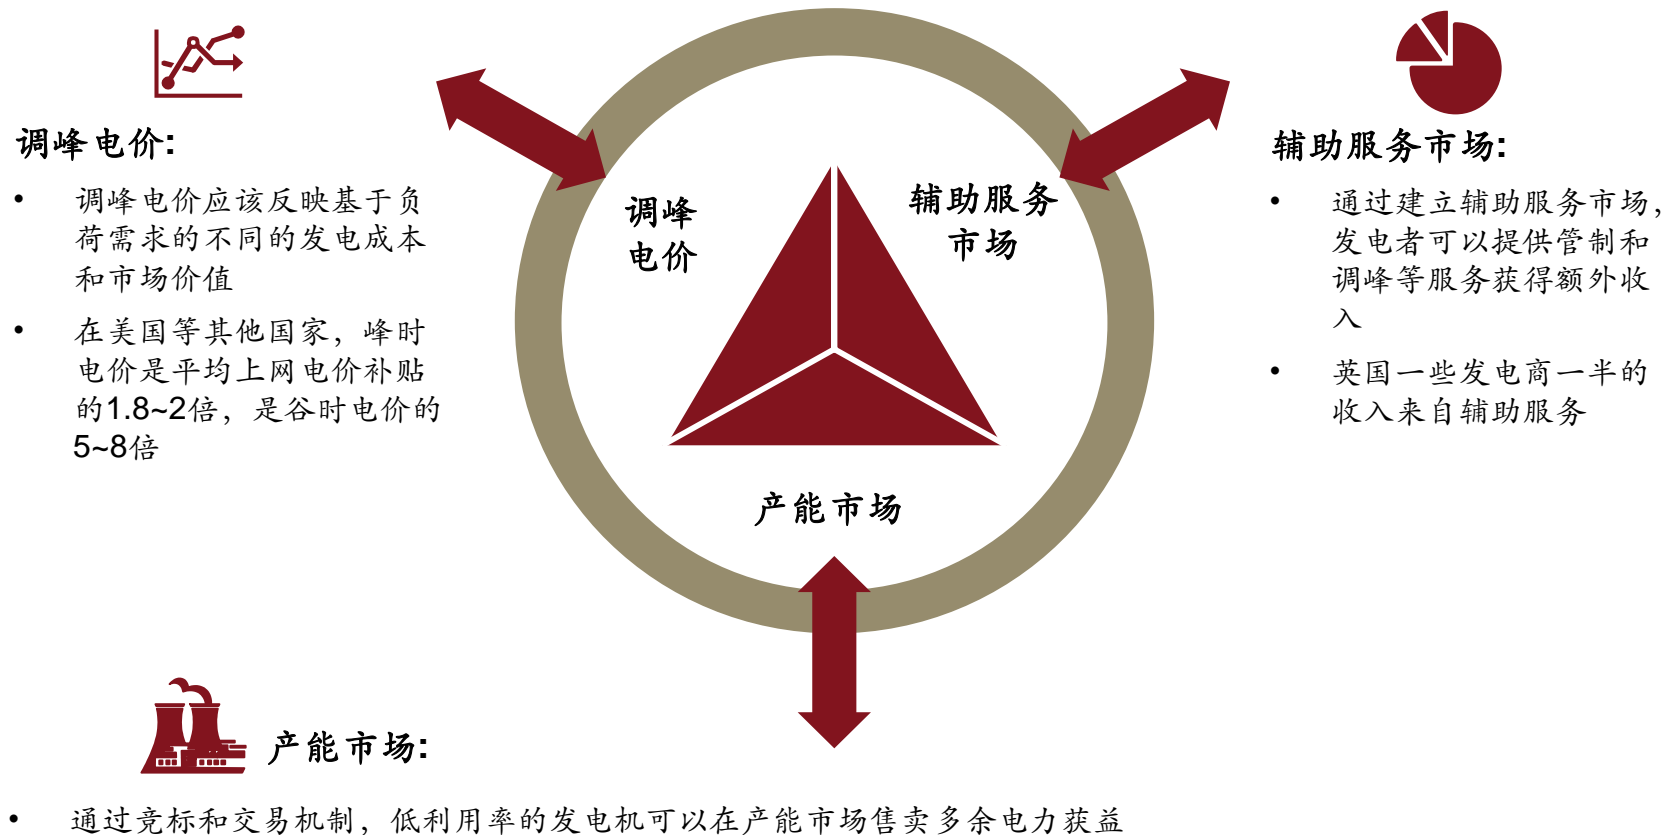 调峰电价:
• 调峰电价应该反映基于负
荷需求的不同的发电成本
和市场价值
• 在美国等其他国家，峰时
电价是平均上网电价补贴
的1.8~2倍，是谷时电价的
5~8倍
调峰
电价
辅助服务
市场
产能市场
辅助服务市场:
• 通过建立辅助服务市场，
发电者可以提供管制和
调峰等服务获得额外收
入
• 英国一些发电商一半的
收入来自辅助服务
产能市场:
• 通过竞标和交易机制，低利用率的发电机可以在产能市场售卖多余电力获益